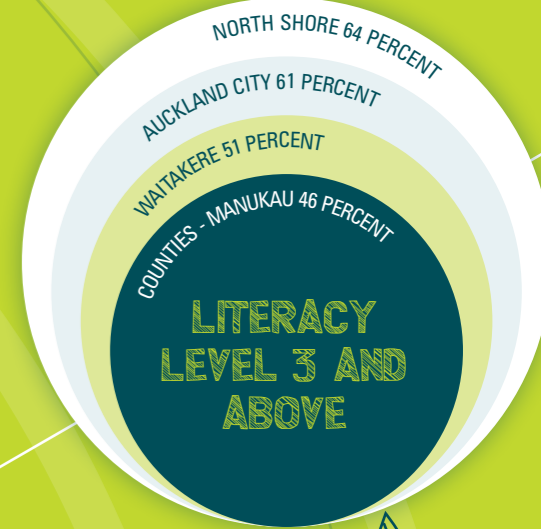 NORTH SHORE 64 PERCENT
AUCKLAND CITY 61 PERCENT
WAITAKERE 51 PERCENT
COUNTIES - MANUKAU 46 PERCENT
LITERACY
LEVEL 3 AND
ABOVE